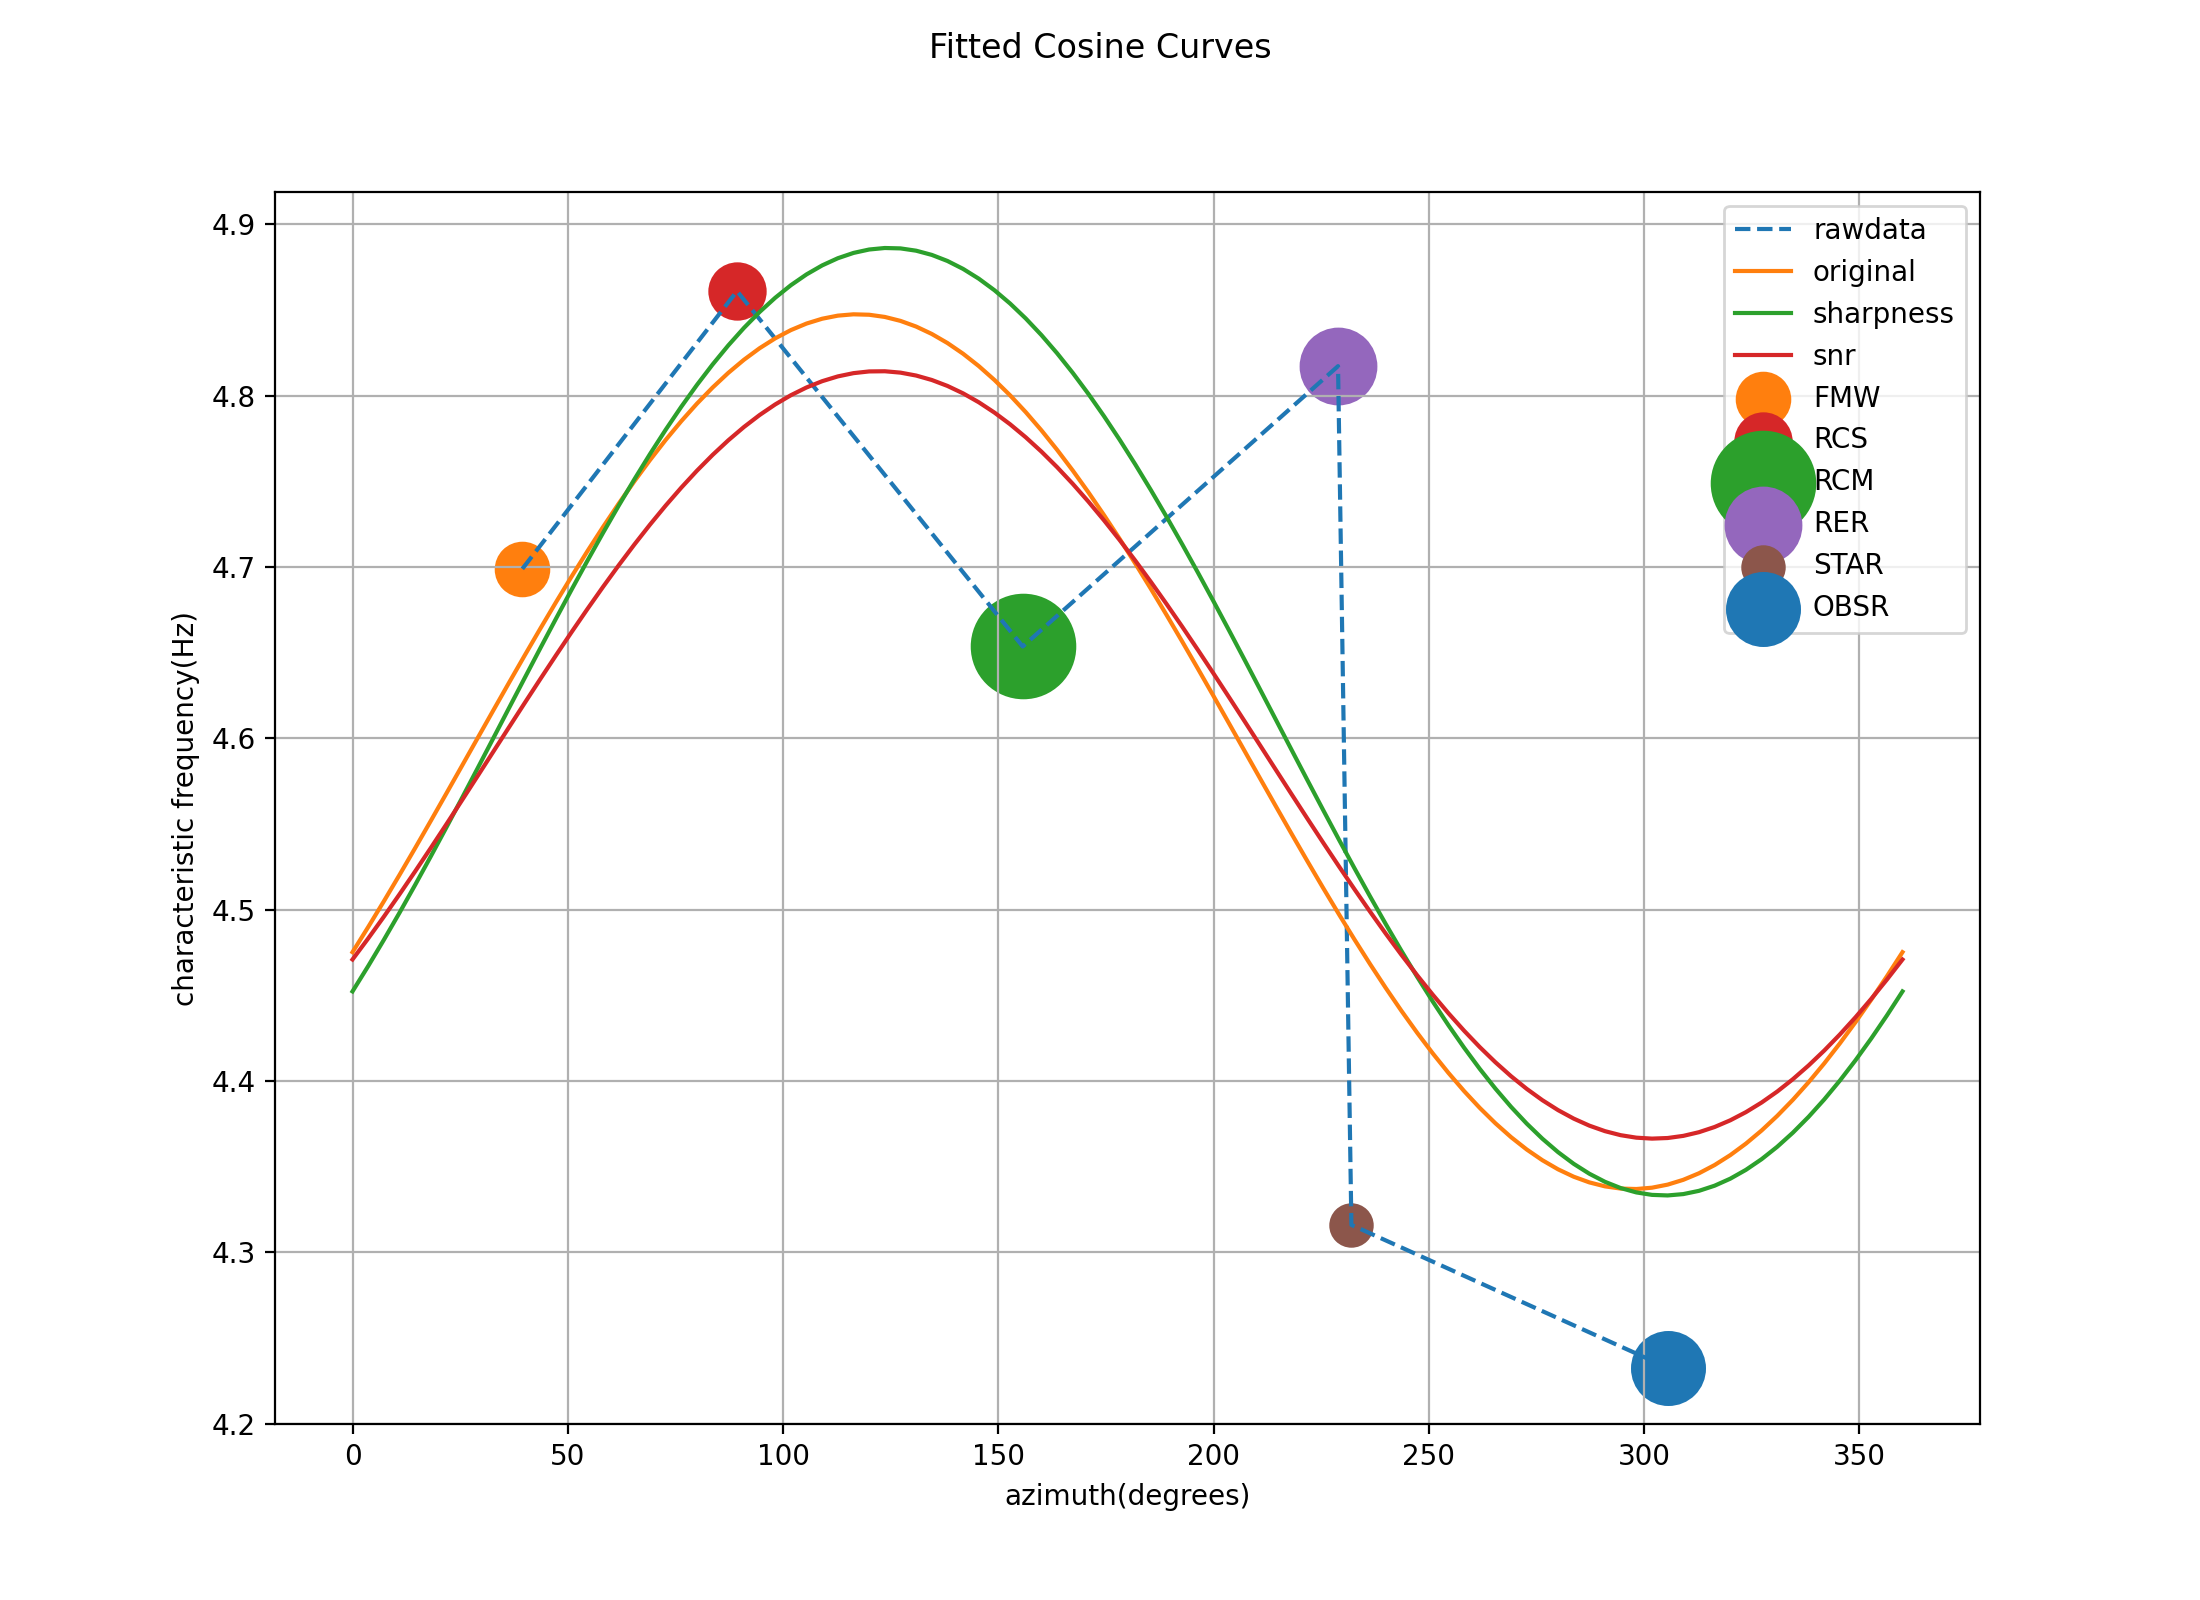 Fitted Cosine Curves
4.9
4.8
4.7
4.6
4.5
4.4
4.3
4.2
characteristic frequency(Hz)
0 50 100 150 200 250 300 350
azimuth(degrees)
rawdata
original
sharpness
snr
FMW
RCS
RCM
RER
STAR
OBSR